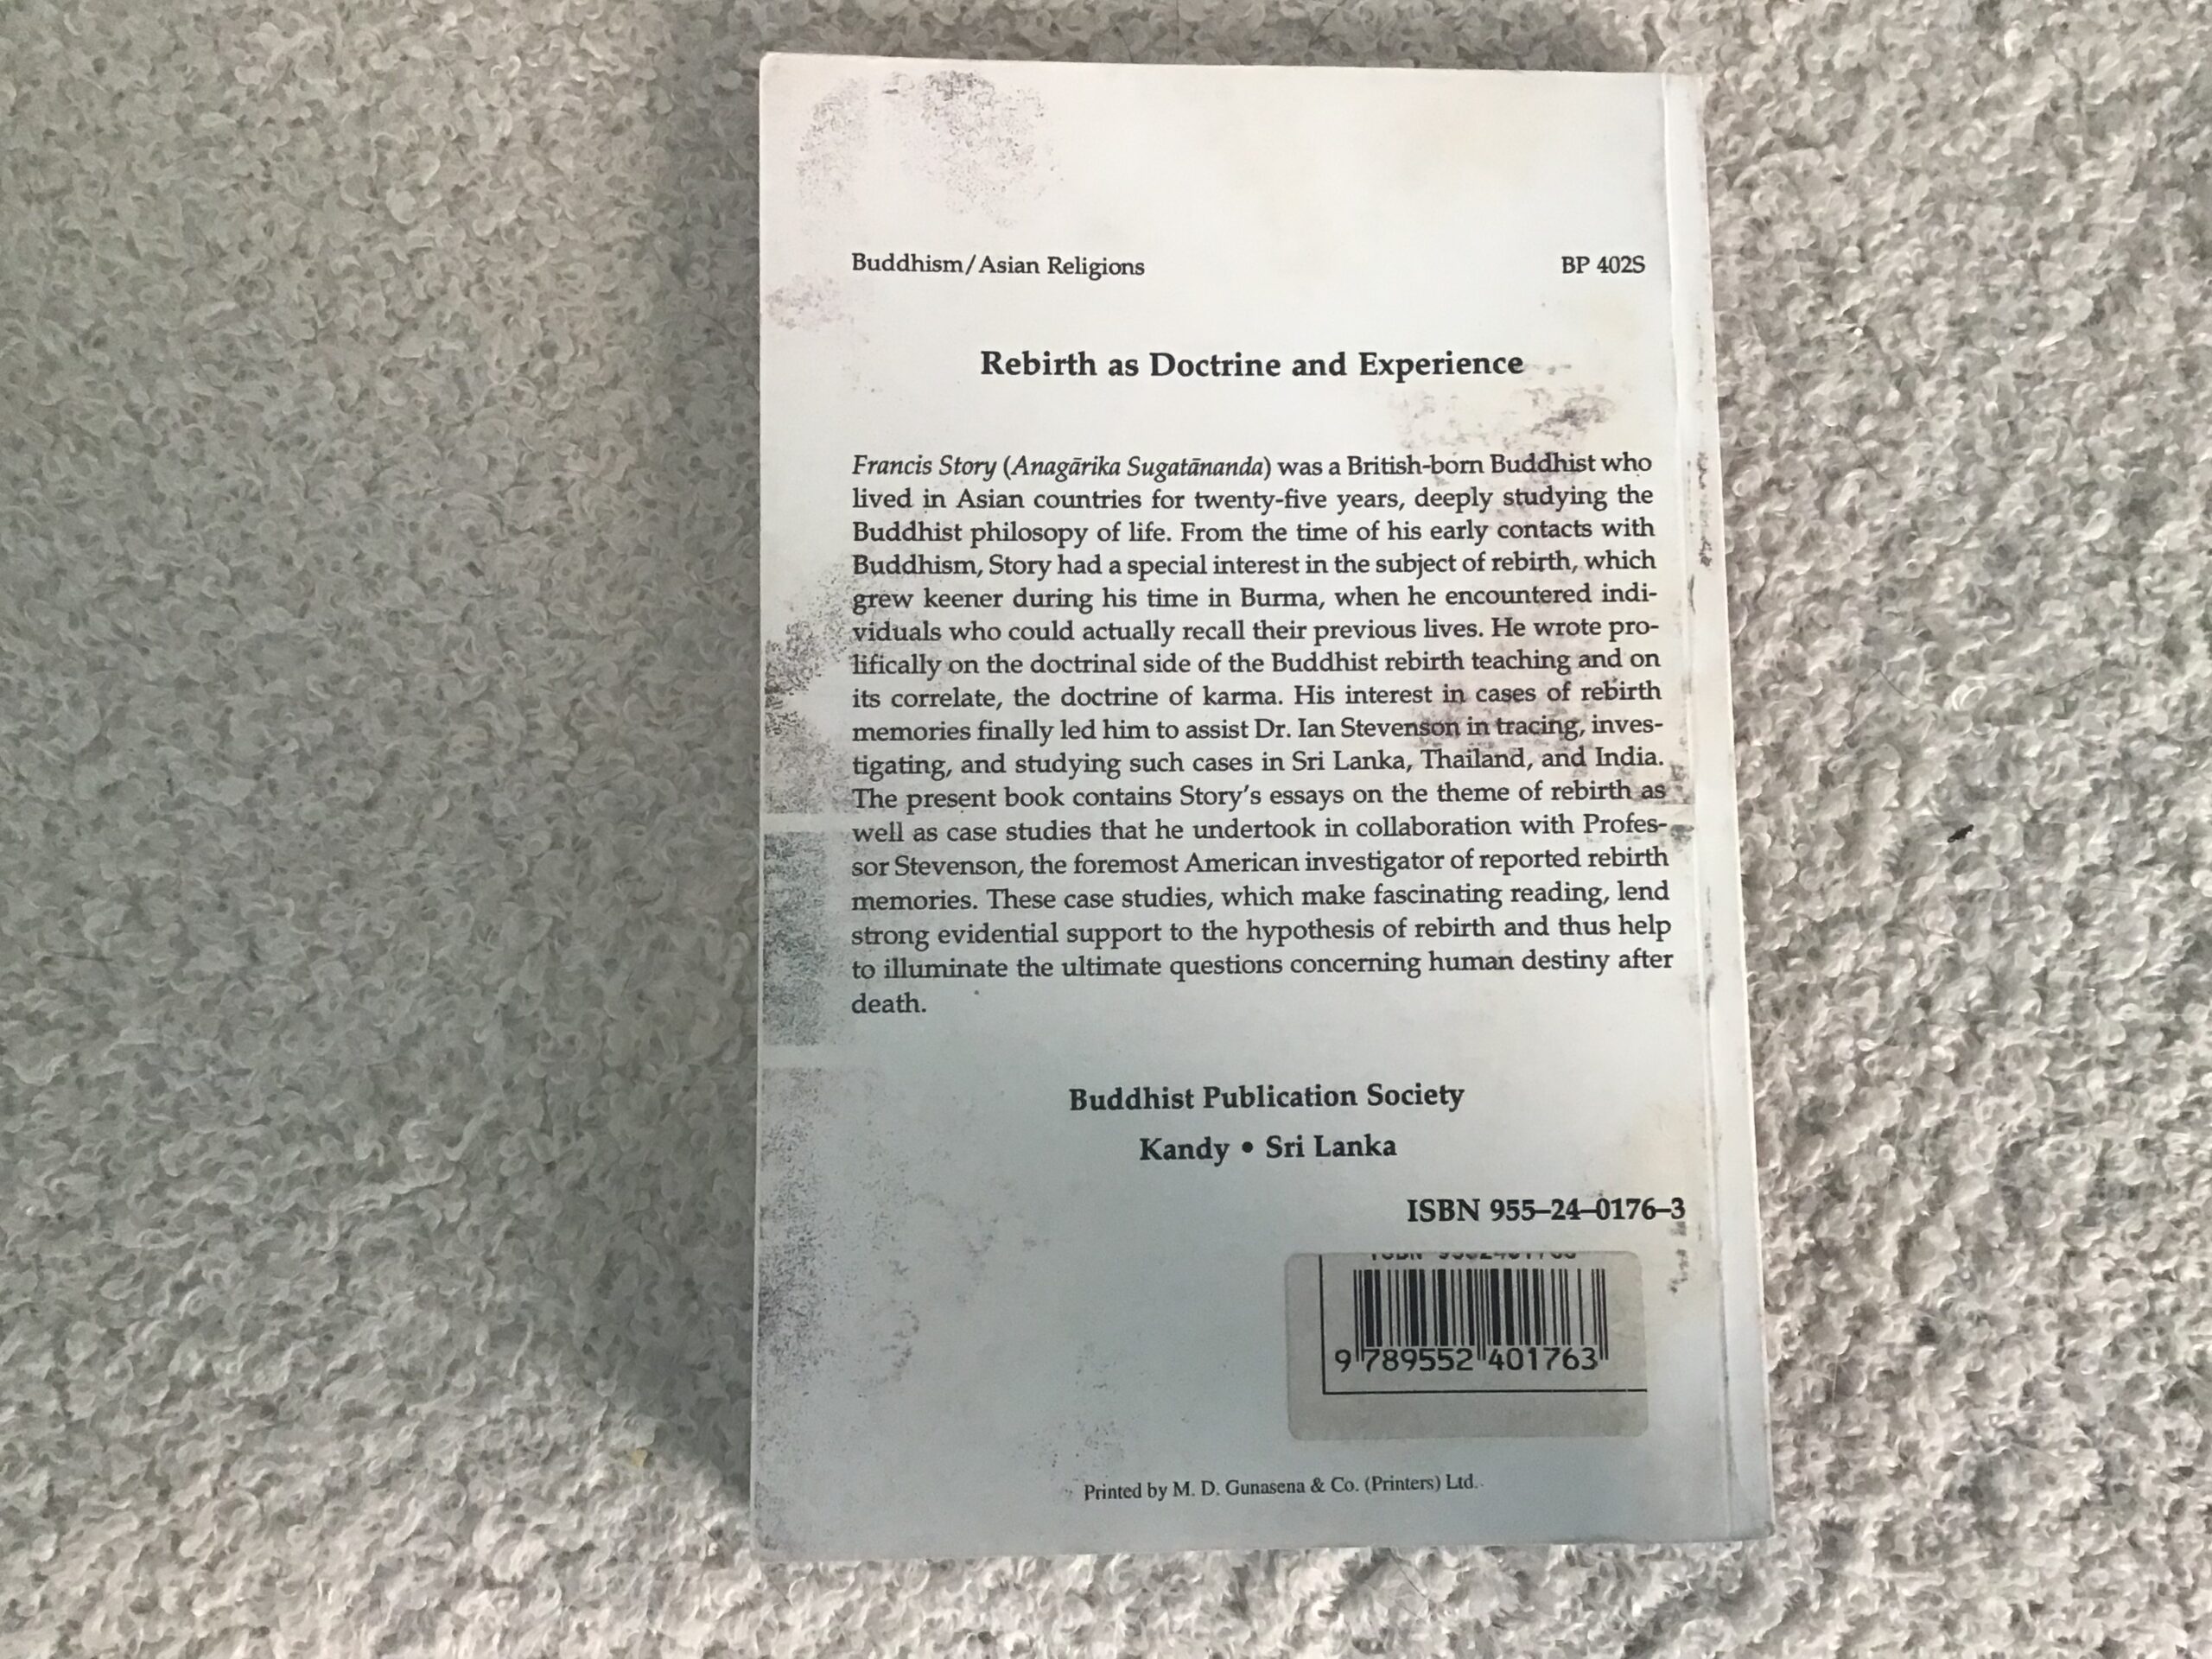 Buddhism/Asian Religions BP 402S
Rebirth as Doctrine and Experience
Francis Story (Anagārika Sugatānanda) was a British-born Buddhist who
lived in Asian countries for twenty-five years, deeply studying the
Buddhist philosopy of life. From the time of his early contacts with
Buddhism, Story had a special interest in the subject of rebirth, which
grew keener during his time in Burma, when he encountered indi-
viduals who could actually recall their previous lives. He wrote pro-
lifically on the doctrinal side of the Buddhist rebirth teaching and on
its correlate, the doctrine of karma. His interest in cases of rebirth
memories finally led him to assist Dr. Ian Stevenson in tracing, inves-
tigating, and studying such cases in Sri Lanka, Thailand, and India.
The present book contains Story's essays on the theme of rebirth as
well as case studies that he undertook in collaboration with Profes-
sor Stevenson, the foremost American investigator of reported rebirth
memories. These case studies, which make fascinating reading, lend
strong evidential support to the hypothesis of rebirth and thus help
to illuminate the ultimate questions concerning human destiny after
death.
Buddhist Publication Society
Kandy • Sri Lanka
ISBN 955–24–0176–3
9 789552 401763
Printed by M. D. Gunasena & Co. (Printers) Ltd.